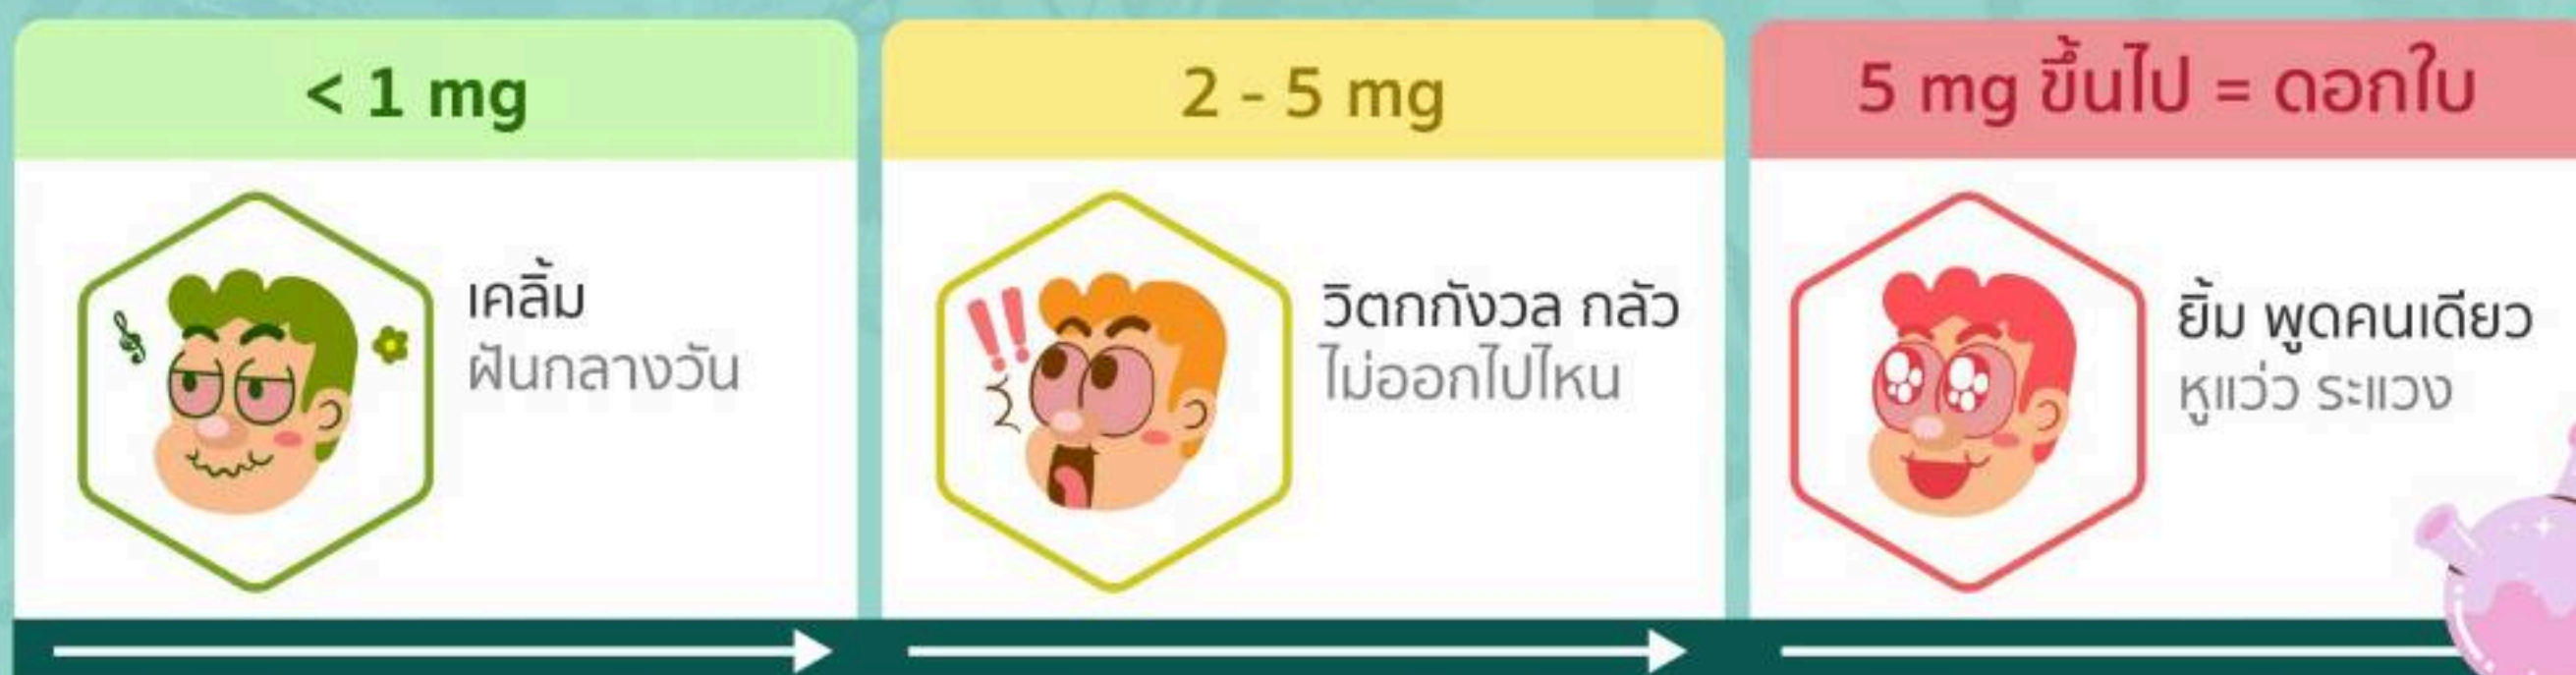 < 1 mg
เคลิ้ม
ฝันกลางวัน
2 - 5 mg
วิตกกังวล กลัว
ไม่ออกไปไหน
5 mg ขึ้นไป = ดอกใบ
ยิ้ม พูดคนเดียว
หูแว่ว ระแวง